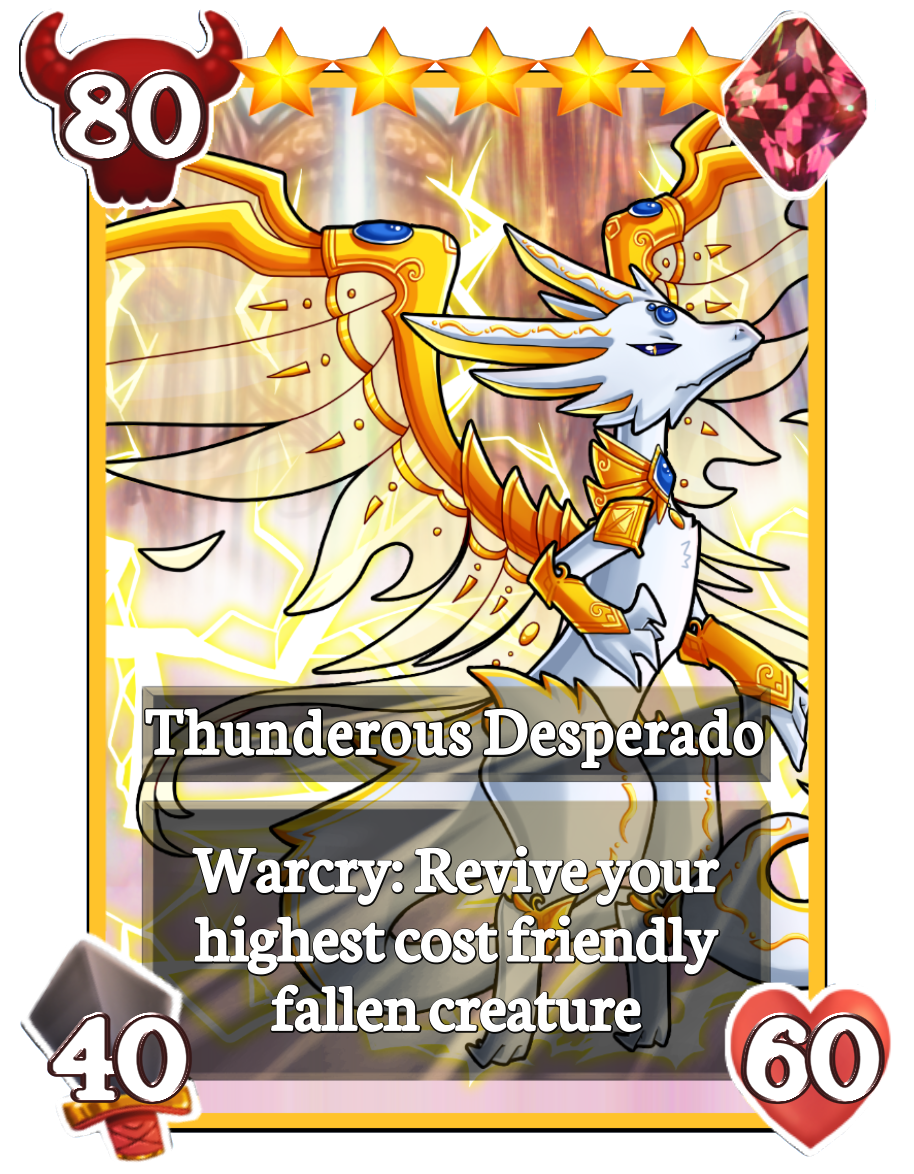 80
Thunderous Desperado
Warcry: Revive your
highest cost friendly
fallen creature
40
60